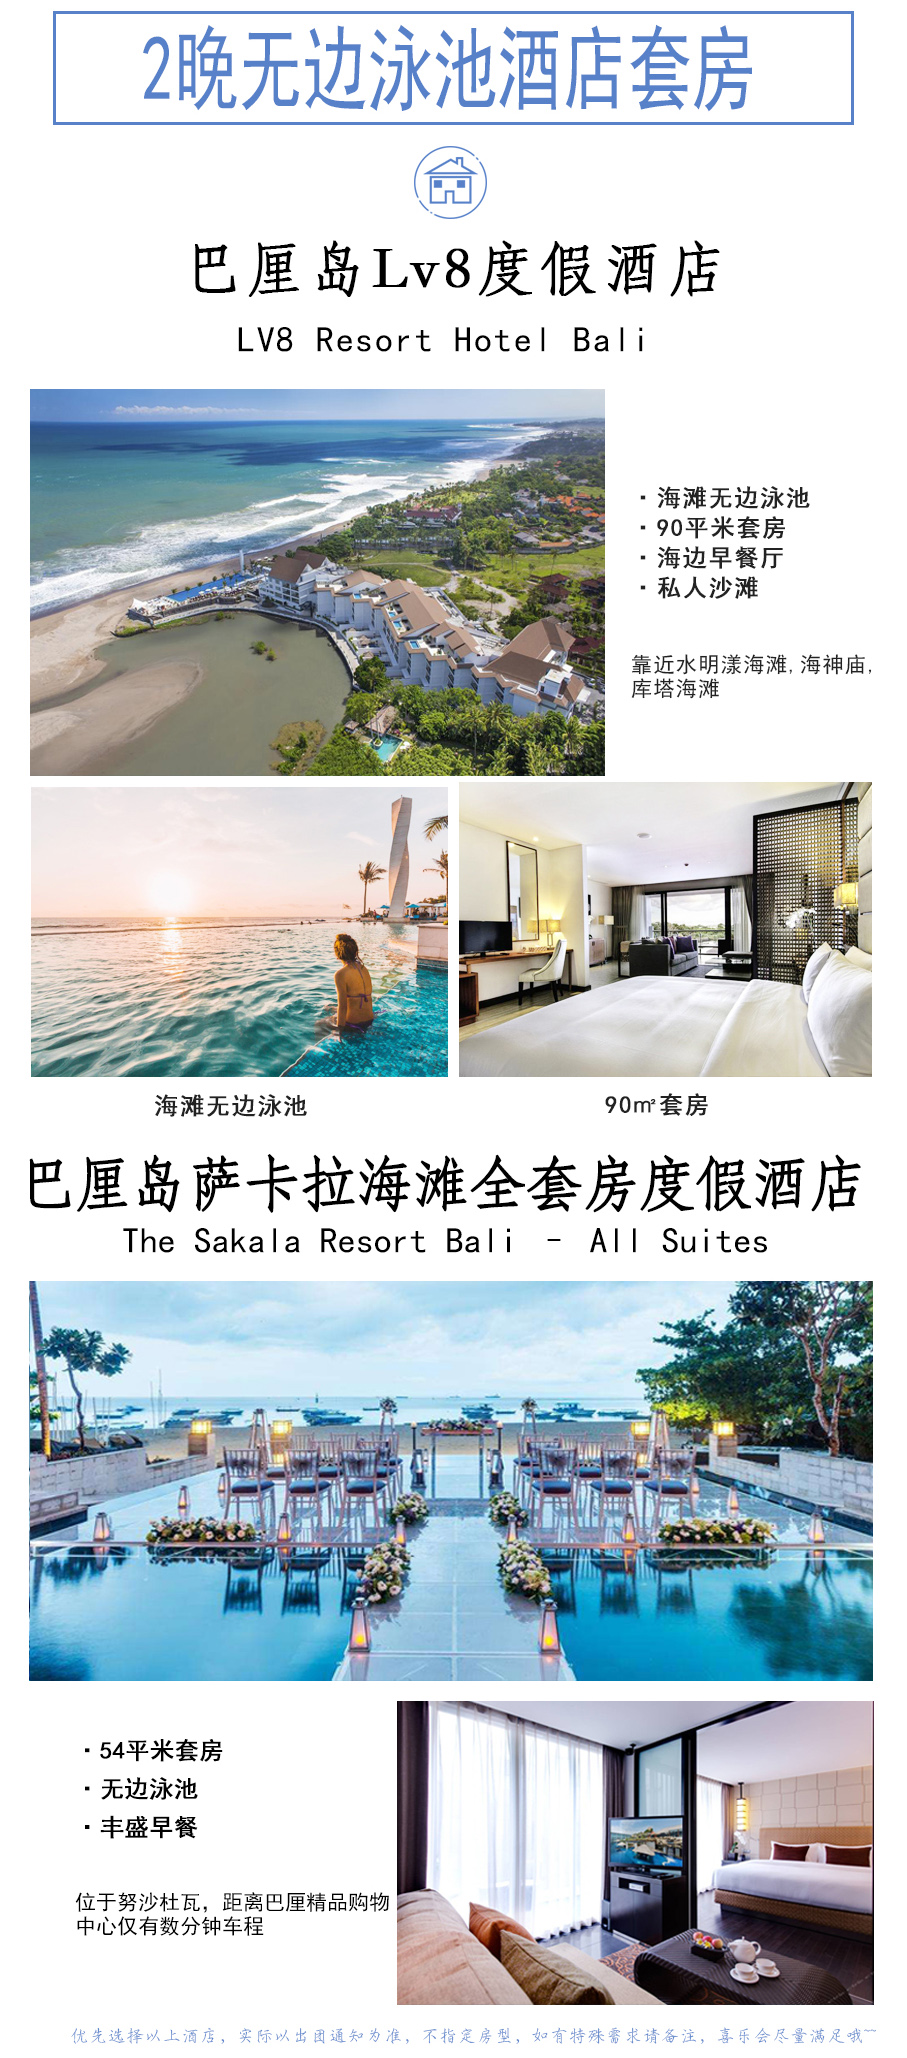 2晚无边泳池酒店套房
巴厘岛Lv8度假酒店
LV8 Resort Hotel Bali
·海滩无边泳池
·90平米套房
·海边早餐厅
·私人沙滩
靠近水明漾海滩,海神庙,
库塔海滩
海滩无边泳池
90㎡套房
巴厘岛萨卡拉海滩全套房度假酒店
The Sakala Resort Bali – All Suites
·54平米套房
·无边泳池
·丰盛早餐
位于努沙杜瓦，距离巴厘精品购物
中心仅有数分钟车程
优先选择以上酒店，实际以出团通知为准，不指定房型，如有特殊需求请备注，喜乐会尽量满足哦~~